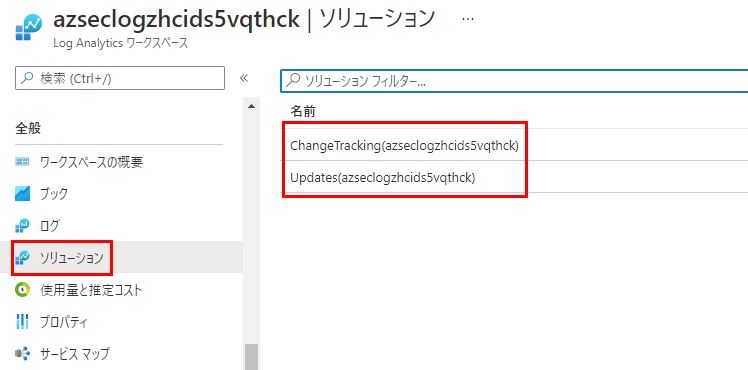 azseclogzhcids5vqthck | ソリューション ...
Log Analytics ワークスペース
検索 (Ctrl+/)
«
ソリューション フィルター...
全般
名前
ワークスペースの概要
ChangeTracking(azseclogzhcids5vqthck)
ブック
Updates(azseclogzhcids5vqthck)
ログ
ソリューション
使用量と推定コスト
プロパティ
サービス マップ